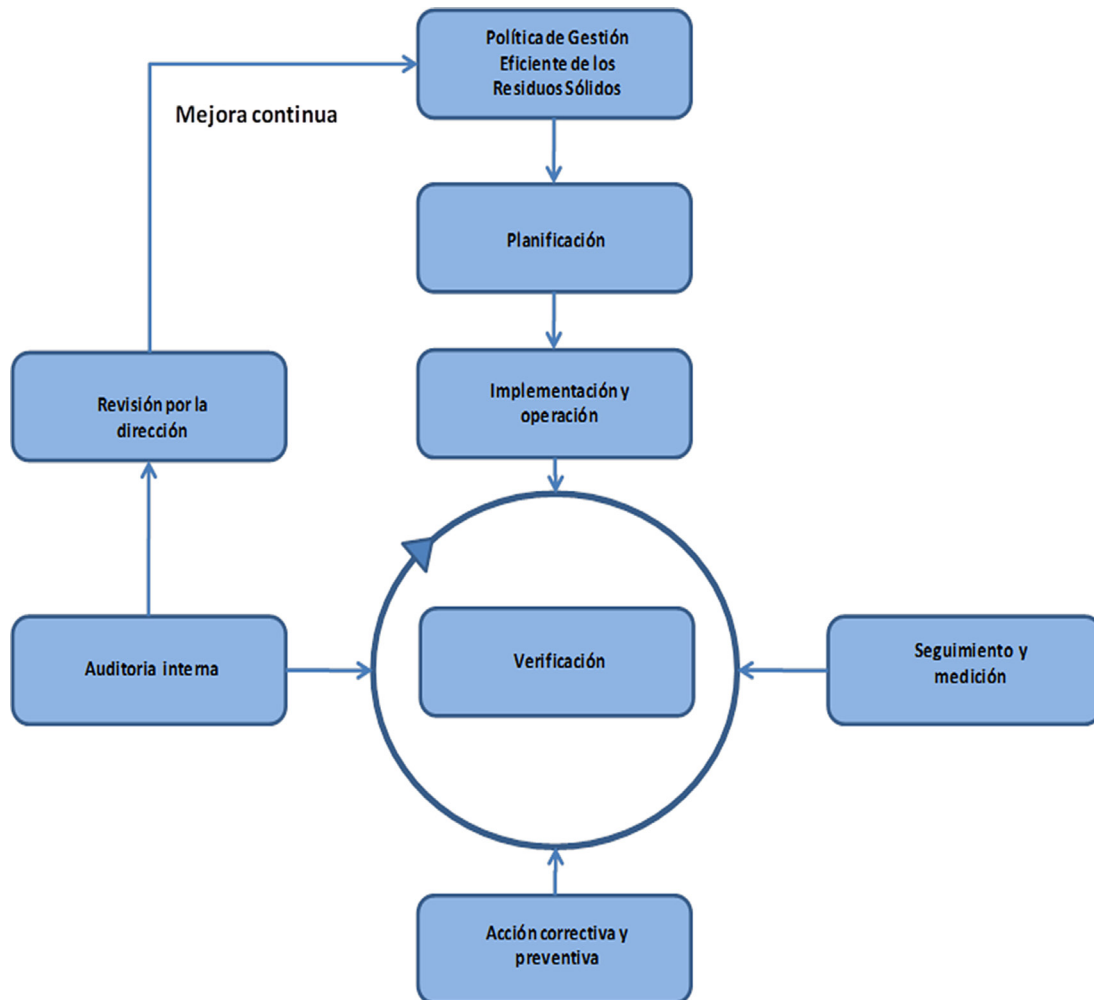 Política de Gestión
Eficiente de los
Residuos Sólidos
Mejora continua
Planificación
Revisión por la
dirección
Implementación y
operación
Auditoria interna
Verificación
Seguimiento y
medición
Acción correctiva y
preventiva